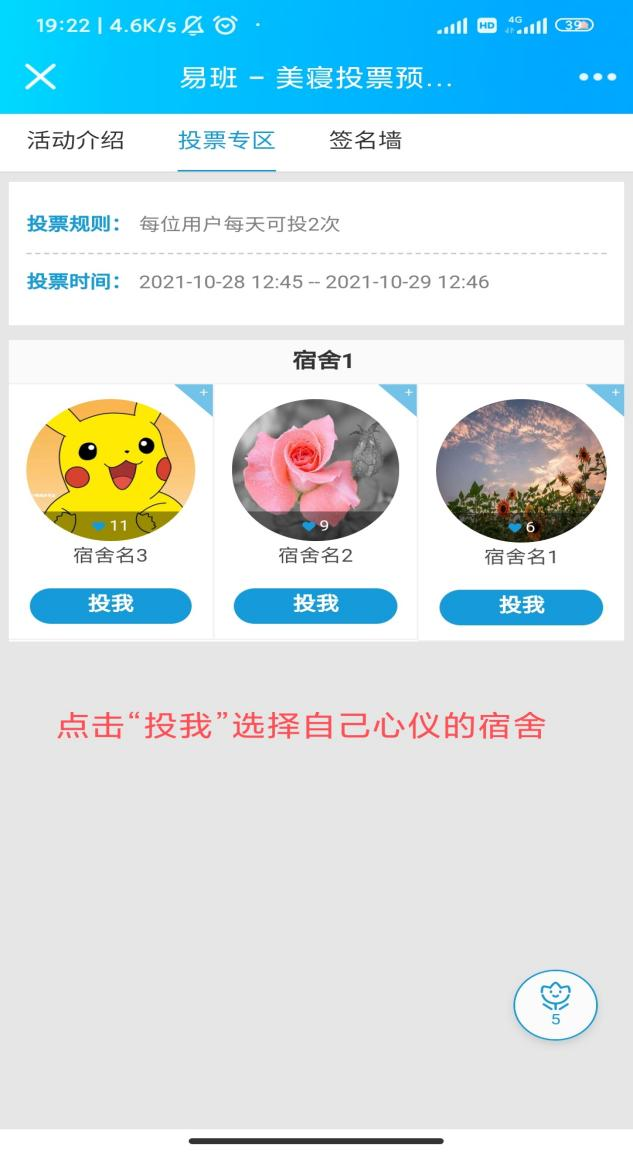 19:22 | 4.6K/s
HD 4G 39
易班 – 美寝投票预...
活动介绍 投票专区 签名墙
投票规则： 每位用户每天可投2次
投票时间： 2021-10-28 12:45 -- 2021-10-29 12:46
宿舍1
+ + +
11 9 6
宿舍名3 宿舍名2 宿舍名1
投我 投我 投我
点击“投我”选择自己心仪的宿舍
5